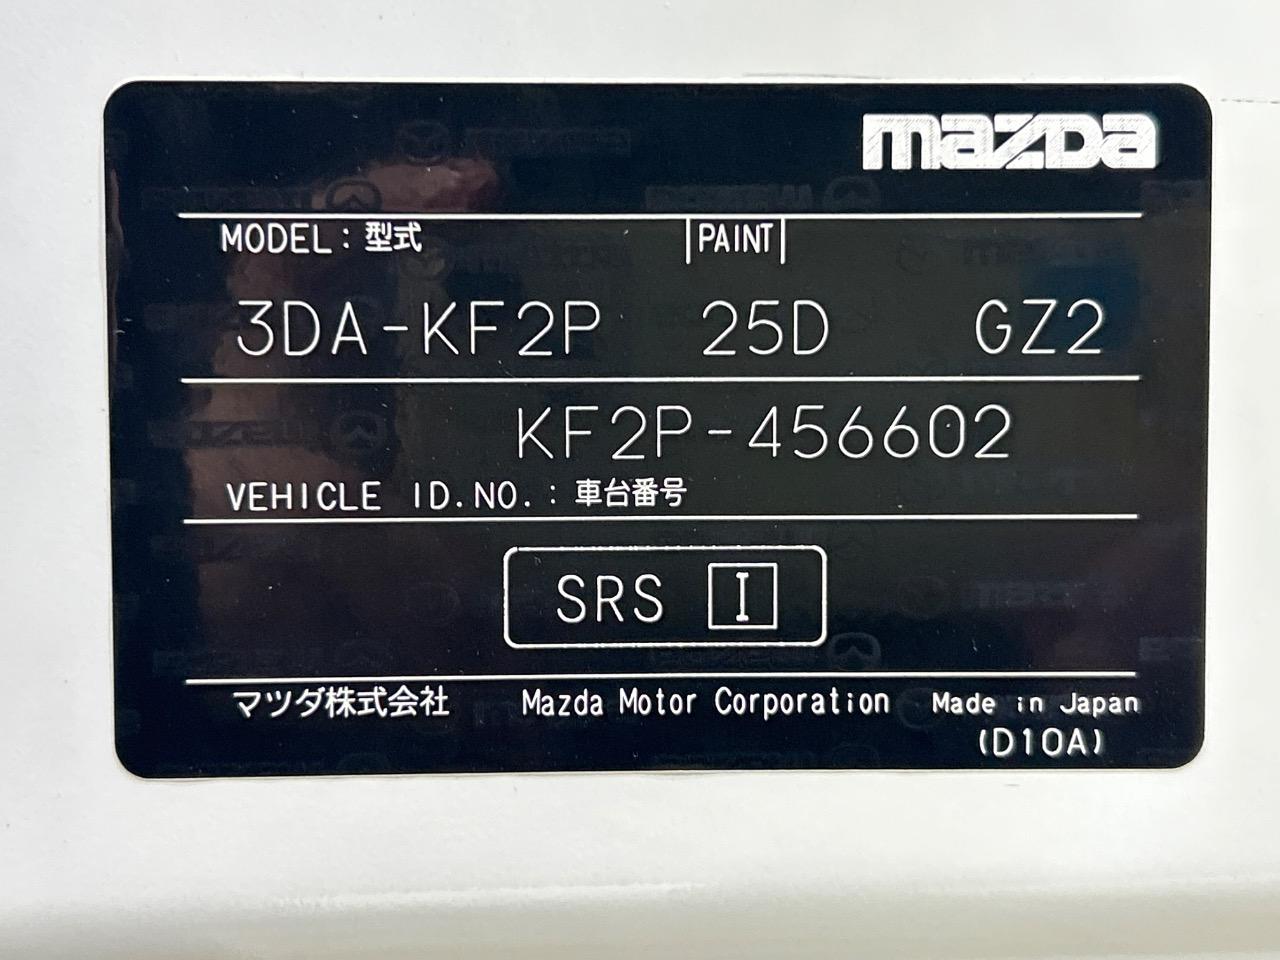 mazda
MODEL : 型式 |PAINT|
3DA-KF2P 25D GZ2
KF2P-456602
VEHICLE ID.NO. : 車台番号
SRS I
マツダ株式会社 Mazda Motor Corporation Made in Japan
(D10A)